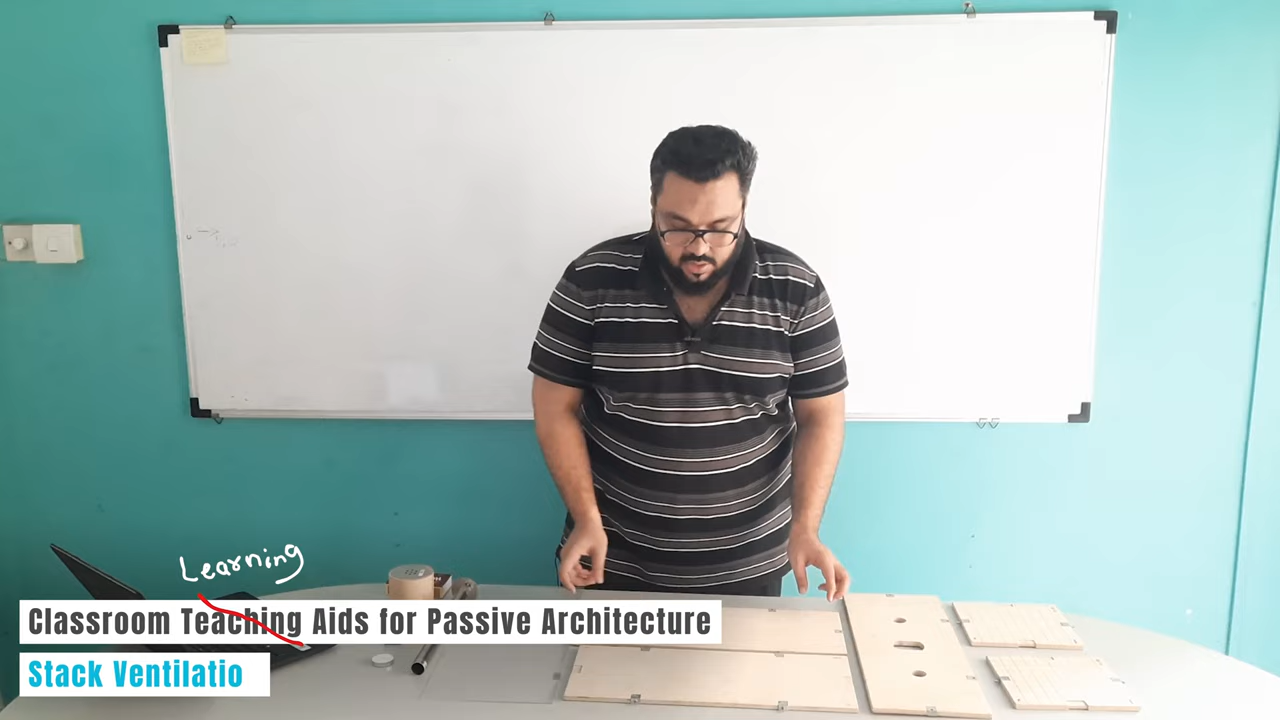 Learning
Classroom Teaching Aids for Passive Architecture
Stack Ventilatio